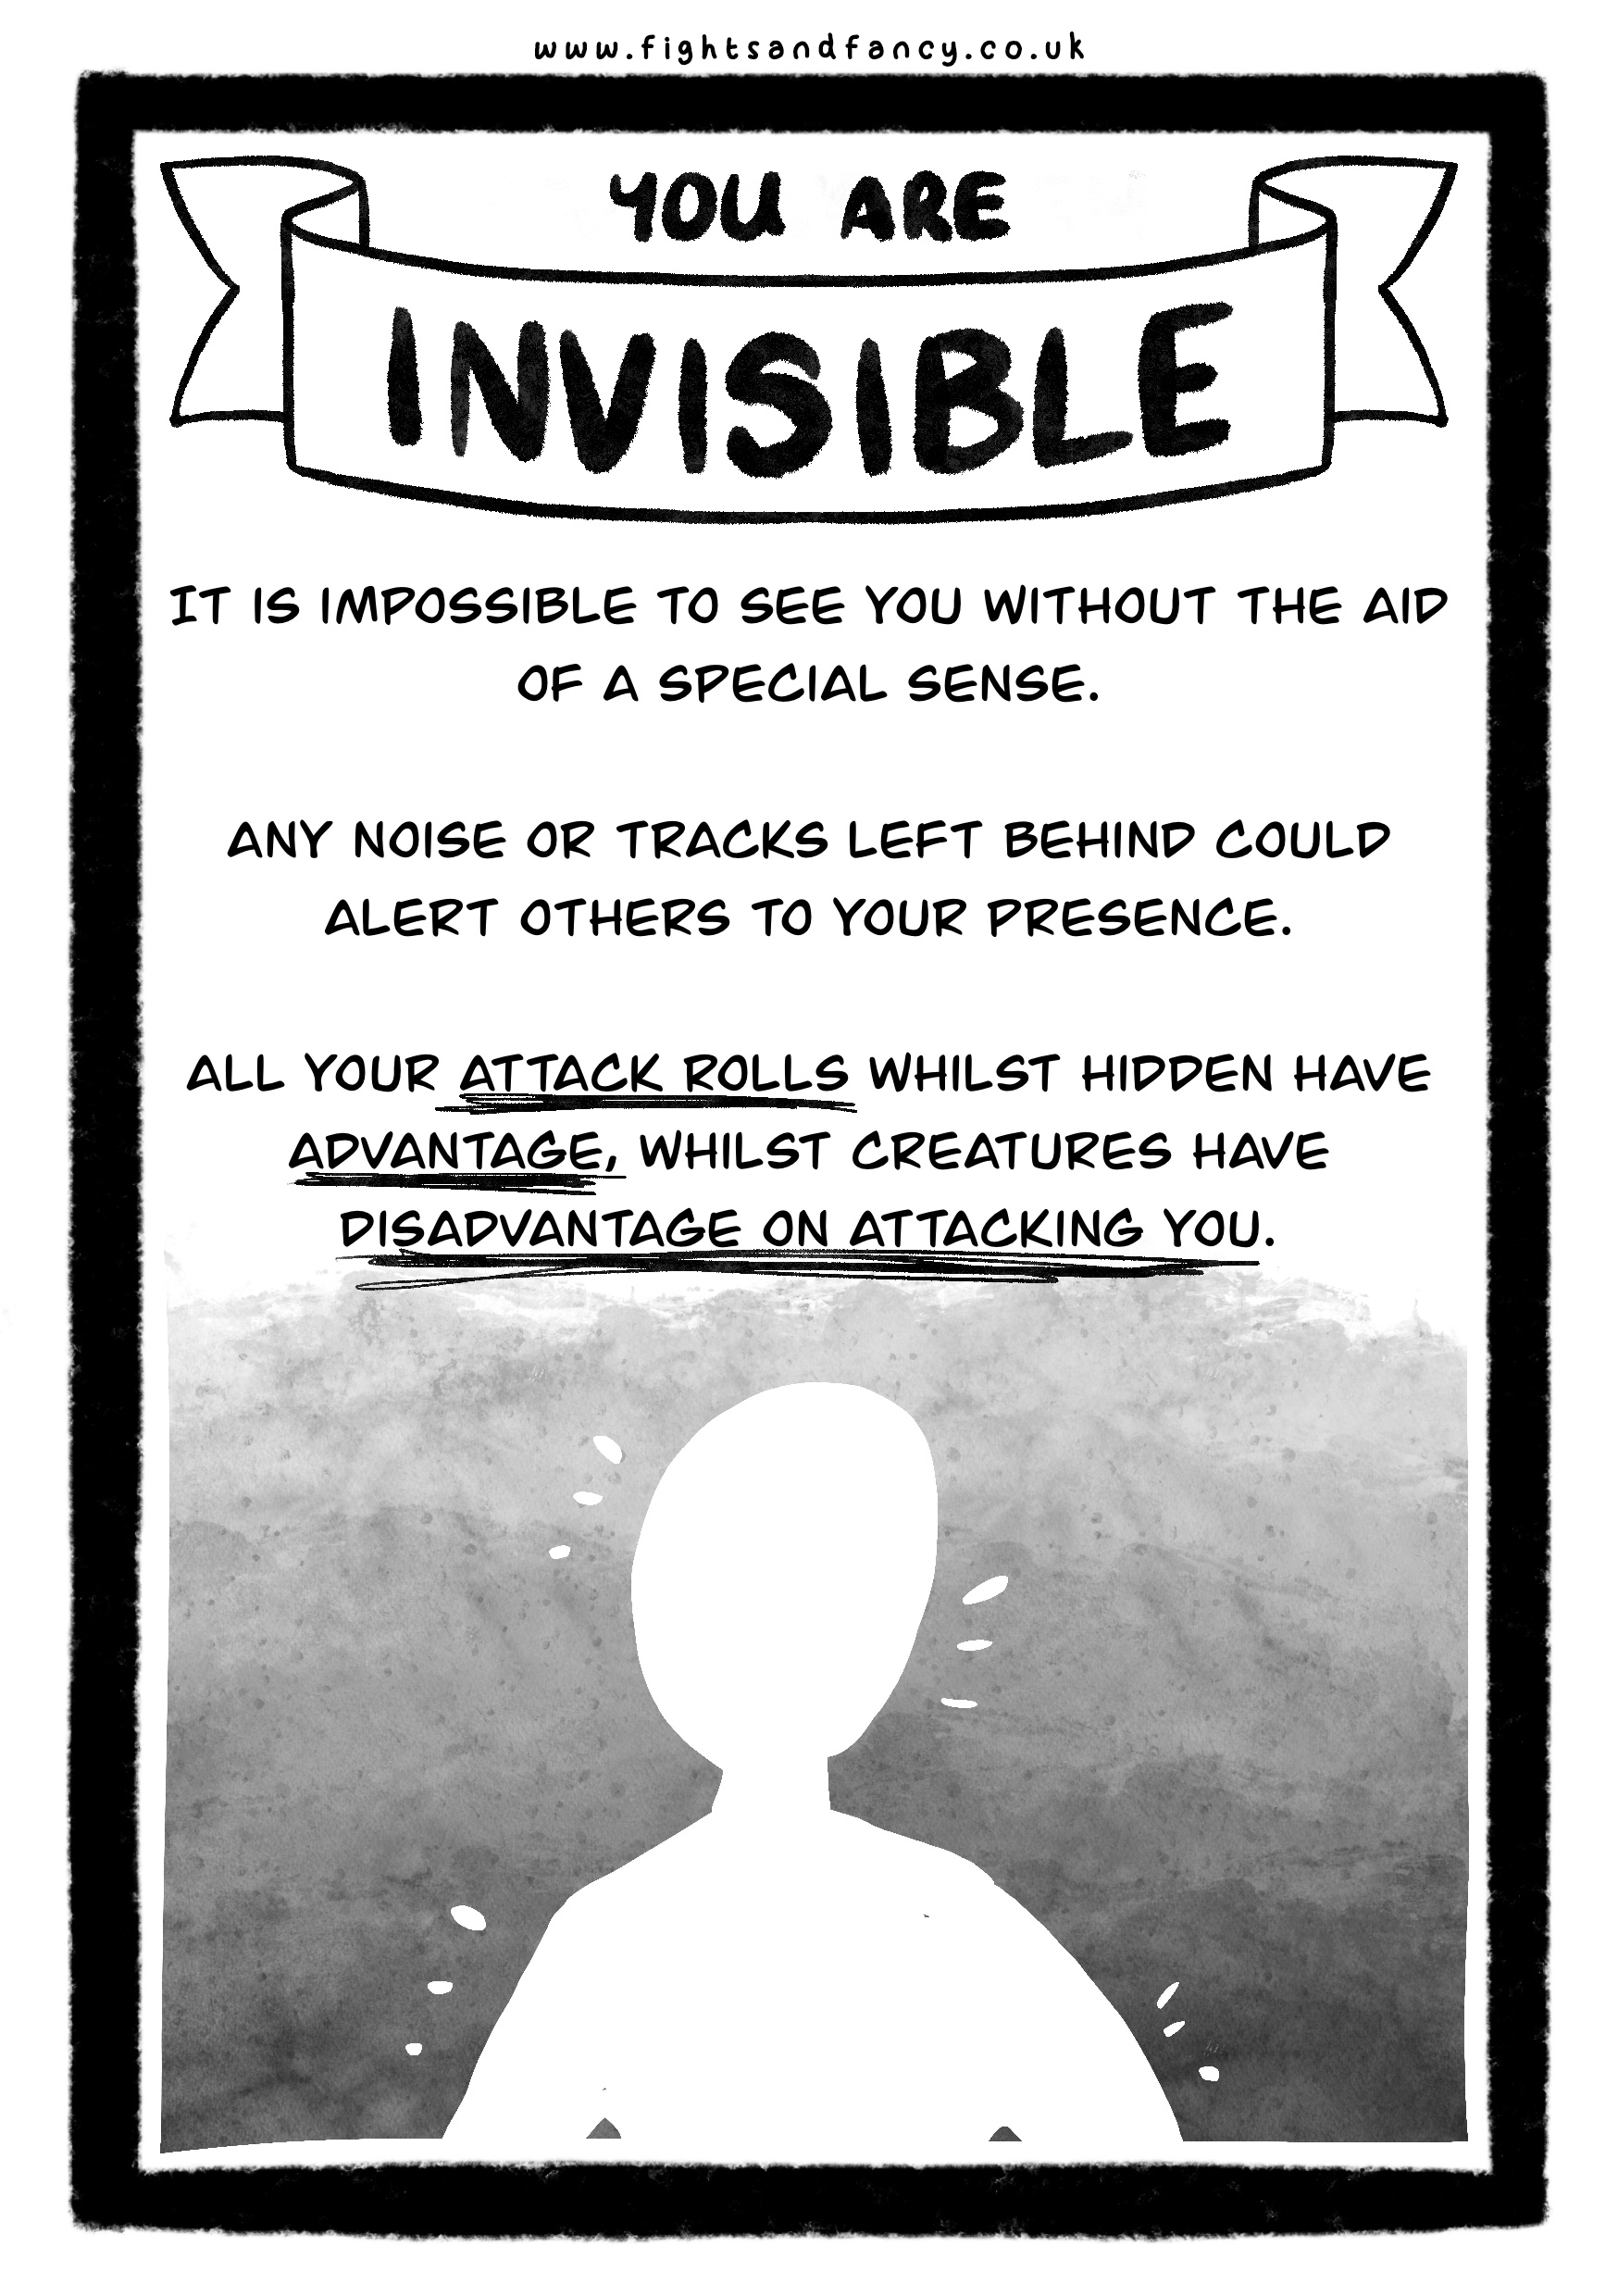 www.fightsandfancy.co.uk
YOU ARE
INVISIBLE
IT IS IMPOSSIBLE TO SEE YOU WITHOUT THE AID
OF A SPECIAL SENSE.
ANY NOISE OR TRACKS LEFT BEHIND COULD
ALERT OTHERS TO YOUR PRESENCE.
ALL YOUR ATTACK ROLLS WHILST HIDDEN HAVE
ADVANTAGE, WHILST CREATURES HAVE
DISADVANTAGE ON ATTACKING YOU.